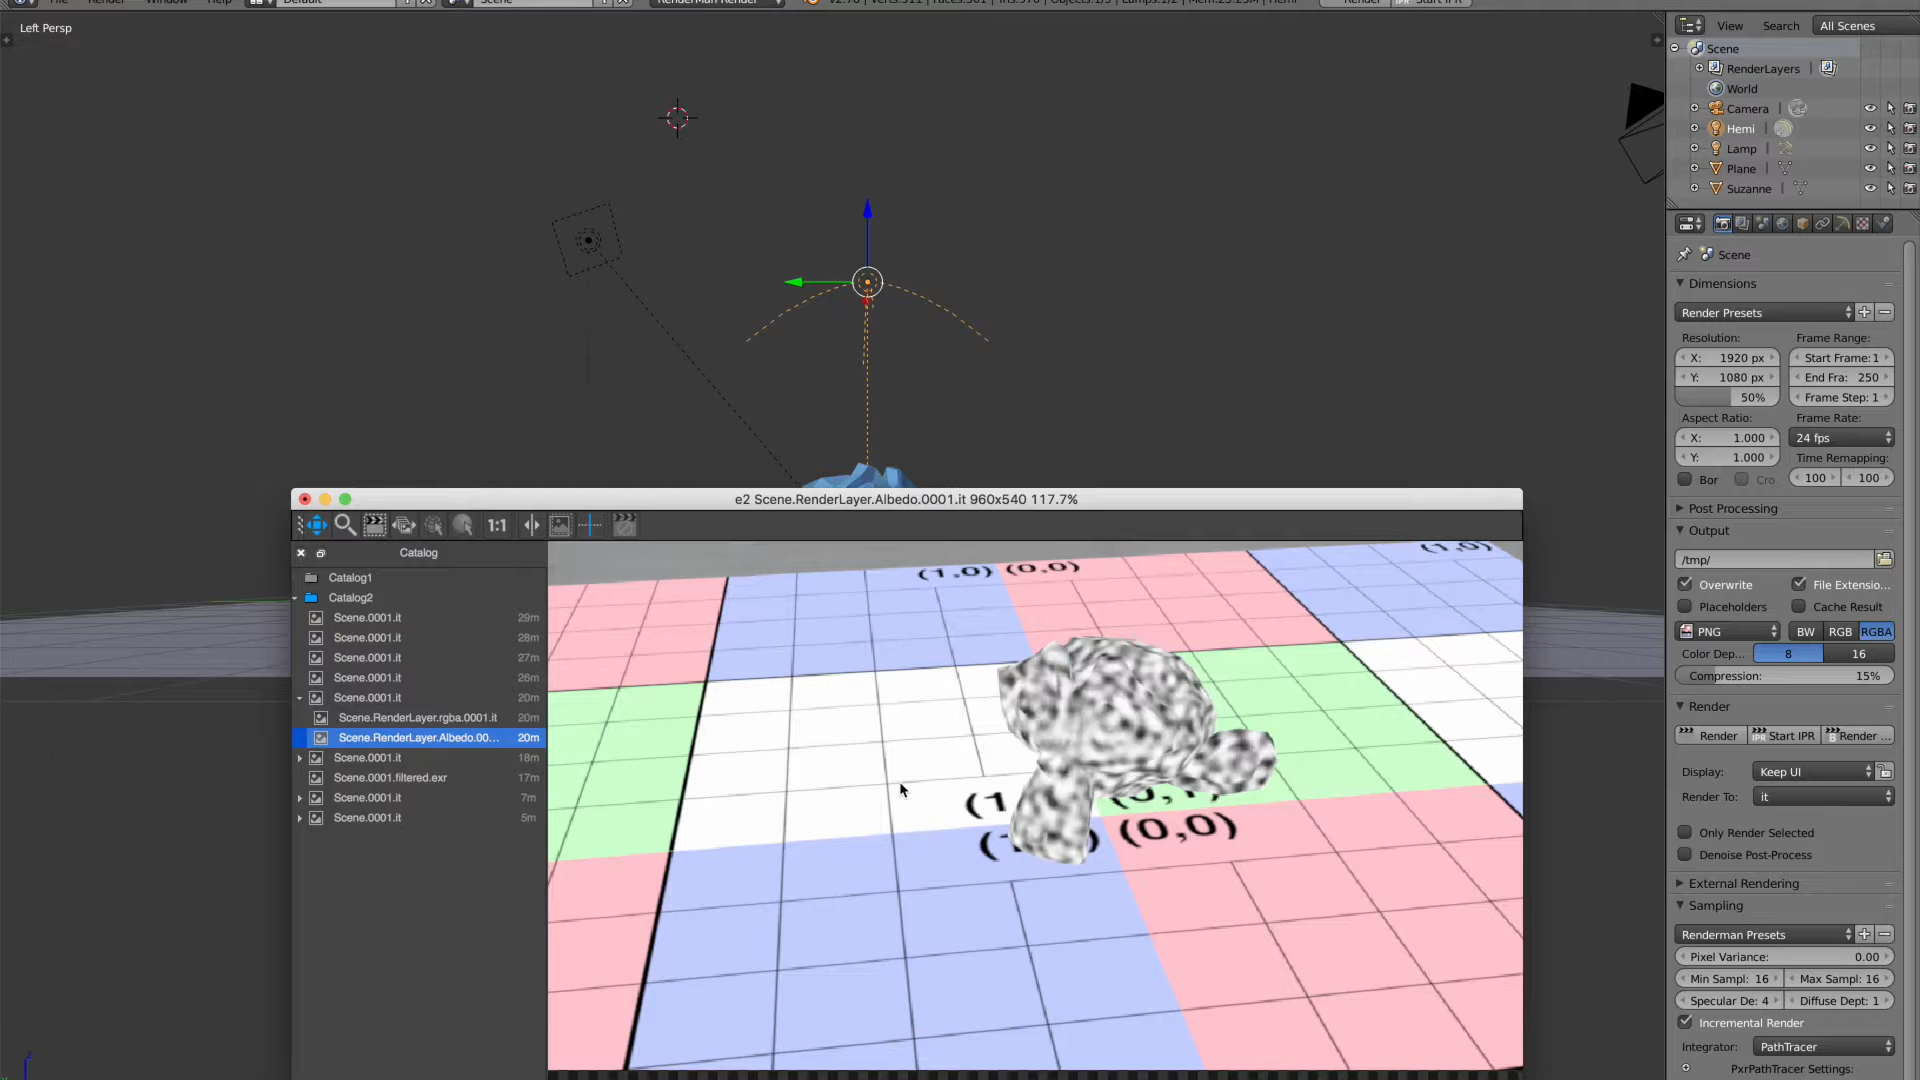 Left Persp
View Search All Scenes
Scene
RenderLayers
World
Camera
Hemi
Lamp
Plane
Suzanne
Scene
Dimensions
Render Presets
Resolution: Frame Range:
X: 1920 px Start Frame: 1
Y: 1080 px End Fra: 250
50% Frame Step: 1
Aspect Ratio: Frame Rate:
X: 1.000 24 fps
Y: 1.000 Time Remapping:
Bor Cro 100 100
Post Processing
Output
/tmp/
Overwrite File Extensio...
Placeholders Cache Result
PNG BW RGB RGBA
Color Dep... 8 16
Compression: 15%
Render
Render IPR Start IPR Render ...
Display: Keep UI
Render To: it
Only Render Selected
Denoise Post-Process
External Rendering
Sampling
Renderman Presets
Pixel Variance: 0.00
Min Sampl: 16 Max Sampl: 16
Specular De: 4 Diffuse Dept: 1
Incremental Render
Integrator: PathTracer
PxrPathTracer Settings:
e2 Scene.RenderLayer.Albedo.0001.it 960x540 117.7%
1:1
Catalog
Catalog1
Catalog2
Scene.0001.it 29m
Scene.0001.it 28m
Scene.0001.it 27m
Scene.0001.it 26m
Scene.0001.it 20m
Scene.RenderLayer.rgba.0001.it 20m
Scene.RenderLayer.Albedo.00... 20m
Scene.0001.it 18m
Scene.0001.filtered.exr 17m
Scene.0001.it 7m
Scene.0001.it 5m
(1,0) (0,0) (1,0)
(0,0)